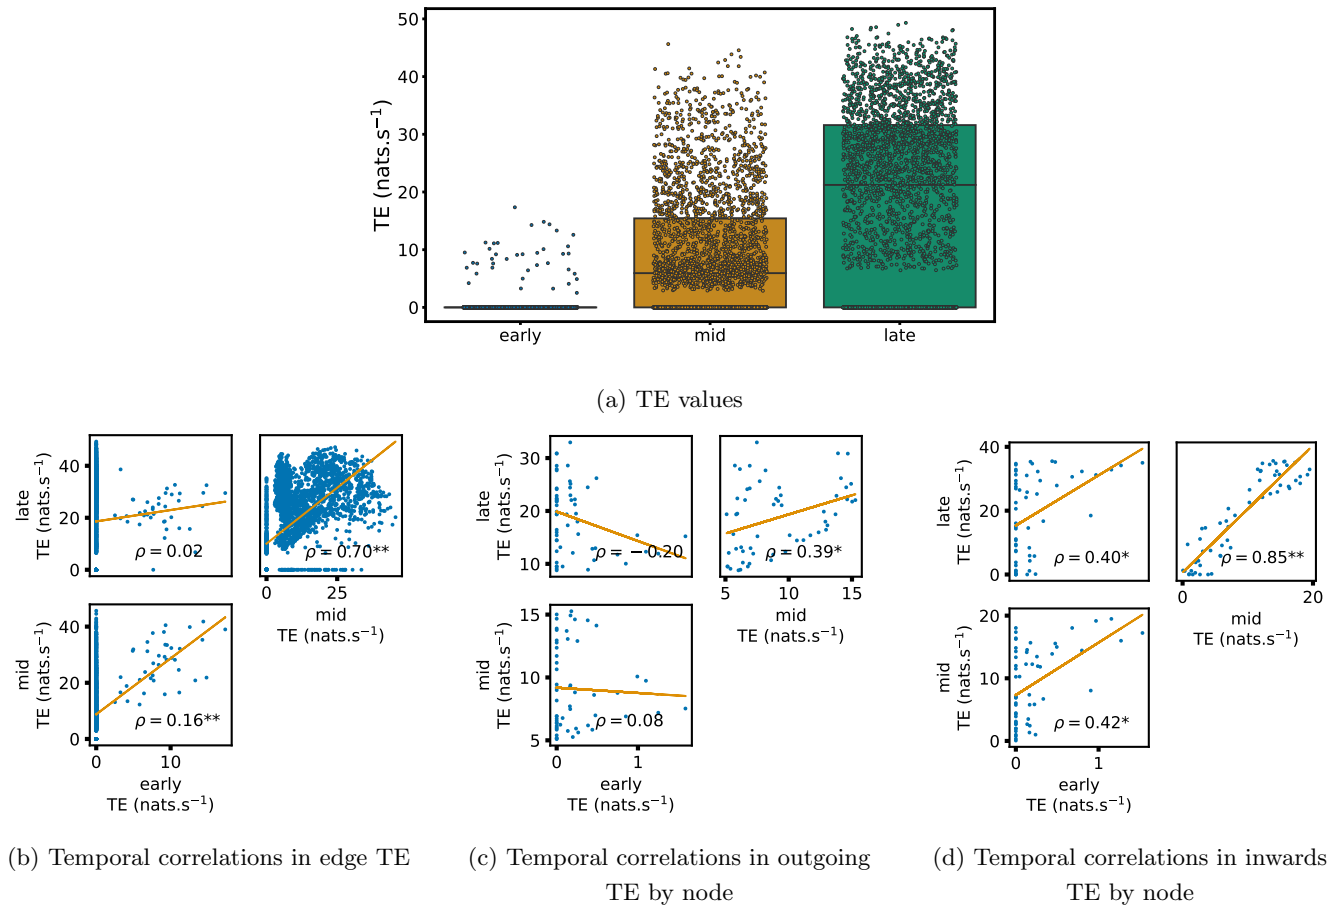 50
40
30
20
10
0
TE (nats.s⁻¹)
early
mid
late
(a) TE values
late
TE (nats.s⁻¹)
40
20
0
ρ = 0.02
ρ = 0.70**
0
25
mid
TE (nats.s⁻¹)
mid
TE (nats.s⁻¹)
40
20
0
ρ = 0.16**
0
10
early
TE (nats.s⁻¹)
late
TE (nats.s⁻¹)
30
20
10
ρ = −0.20
ρ = 0.39*
5
10
15
mid
TE (nats.s⁻¹)
mid
TE (nats.s⁻¹)
15
10
5
ρ = 0.08
0
1
early
TE (nats.s⁻¹)
late
TE (nats.s⁻¹)
40
20
0
ρ = 0.40*
ρ = 0.85**
0
20
mid
TE (nats.s⁻¹)
mid
TE (nats.s⁻¹)
20
10
0
ρ = 0.42*
0
1
early
TE (nats.s⁻¹)
(b) Temporal correlations in edge TE
(c) Temporal correlations in outgoing
TE by node
(d) Temporal correlations in inwards
TE by node